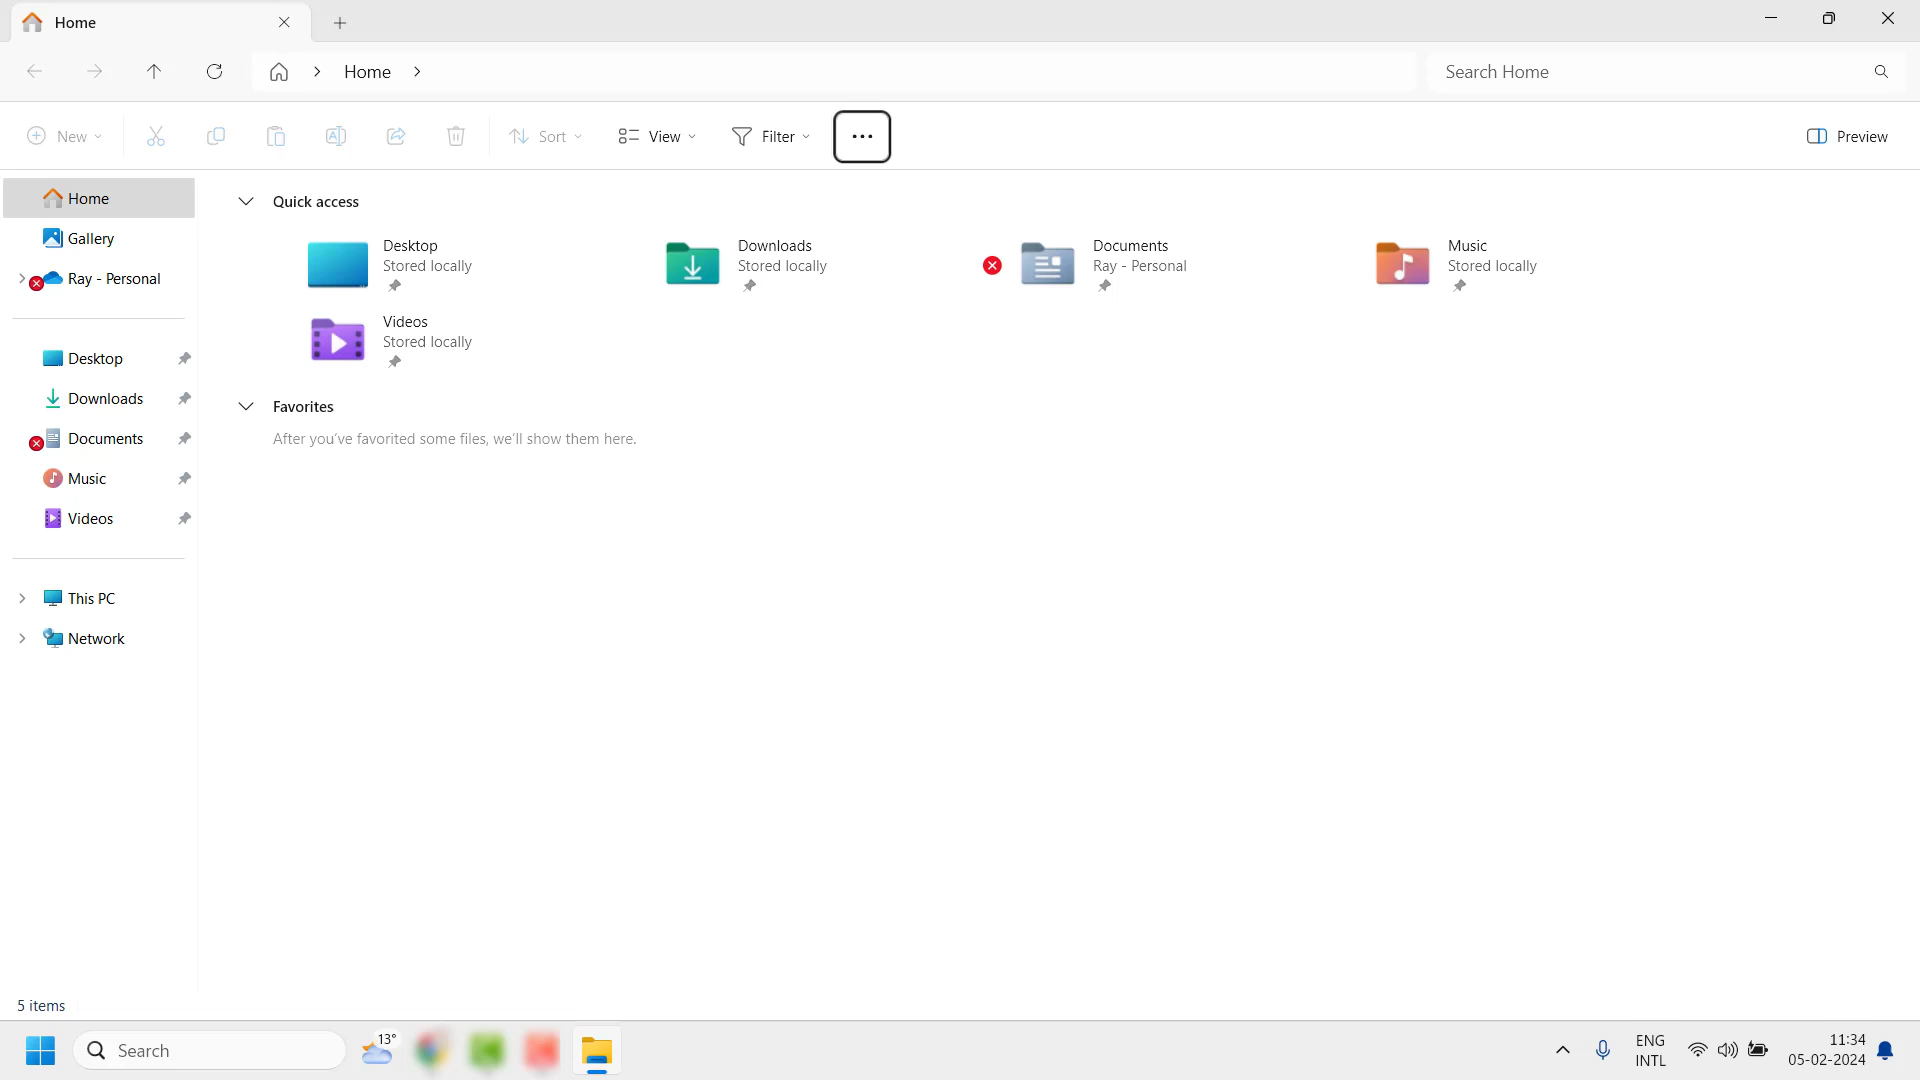 Home
Home
Search Home
New
Sort
View
Filter
Preview
Home
Gallery
Ray - Personal
Desktop
Downloads
Documents
Music
Videos
This PC
Network
Quick access
Desktop
Stored locally
Downloads
Stored locally
Documents
Ray - Personal
Music
Stored locally
Videos
Stored locally
Favorites
After you've favorited some files, we'll show them here.
5 items
Search
13°
ENG
INTL
11:34
05-02-2024